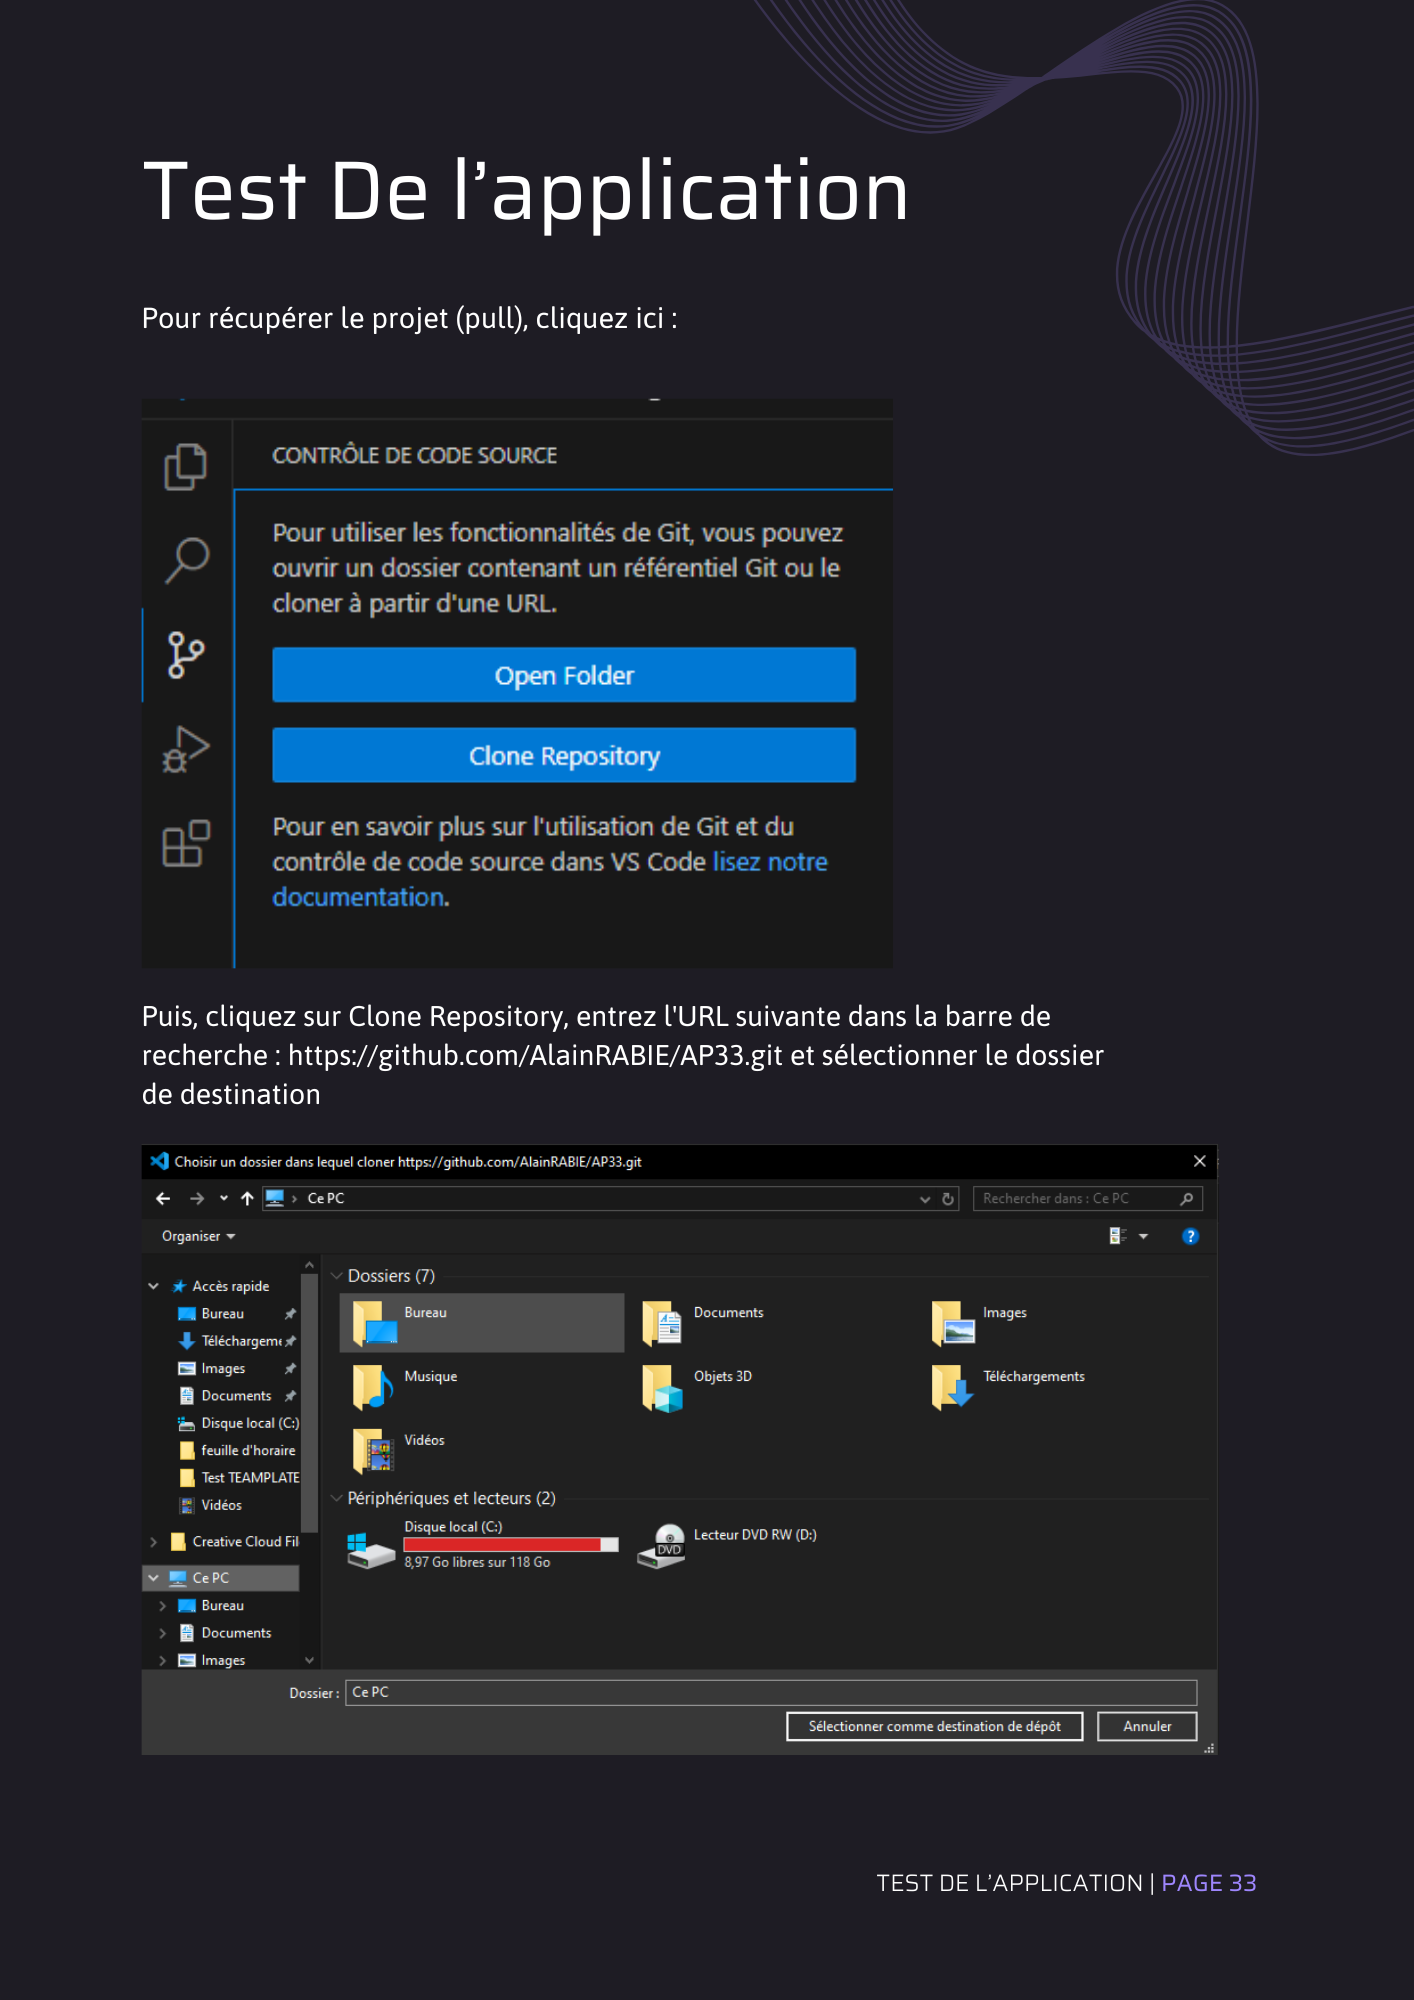 Test De l’application
Pour récupérer le projet (pull), cliquez ici :
CONTRÔLE DE CODE SOURCE
Pour utiliser les fonctionnalités de Git, vous pouvez
ouvrir un dossier contenant un référentiel Git ou le
cloner à partir d'une URL.
Open Folder
Clone Repository
Pour en savoir plus sur l'utilisation de Git et du
contrôle de code source dans VS Code lisez notre
documentation.
Puis, cliquez sur Clone Repository, entrez l'URL suivante dans la barre de
recherche : https://github.com/AlainRABIE/AP33.git et sélectionner le dossier
de destination
Choisir un dossier dans lequel cloner https://github.com/AlainRABIE/AP33.git
Ce PC
Rechercher dans : Ce PC
Organiser
Accès rapide
Bureau
Téléchargeme
Images
Documents
Disque local (C:)
feuille d'horaire
Test TEAMPLATE
Vidéos
Creative Cloud Fil
Ce PC
Bureau
Documents
Images
Dossiers (7)
Bureau
Documents
Images
Musique
Objets 3D
Téléchargements
Vidéos
Périphériques et lecteurs (2)
Disque local (C:)
8,97 Go libres sur 118 Go
DVD
Lecteur DVD RW (D:)
Dossier : Ce PC
Sélectionner comme destination de dépôt
Annuler
TEST DE L’APPLICATION | PAGE 33